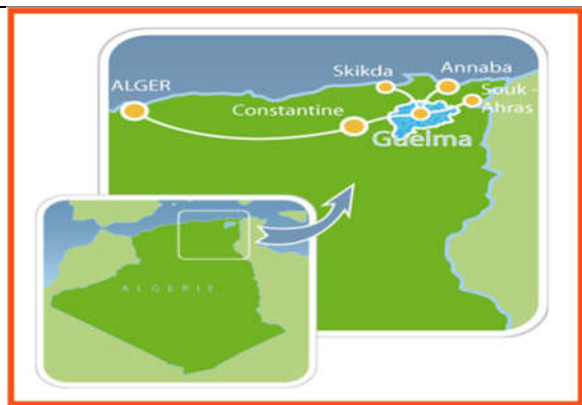 Skikda
Annaba
ALGER
Souk -
Ahras
Constantine
Guelma
ALGERIE